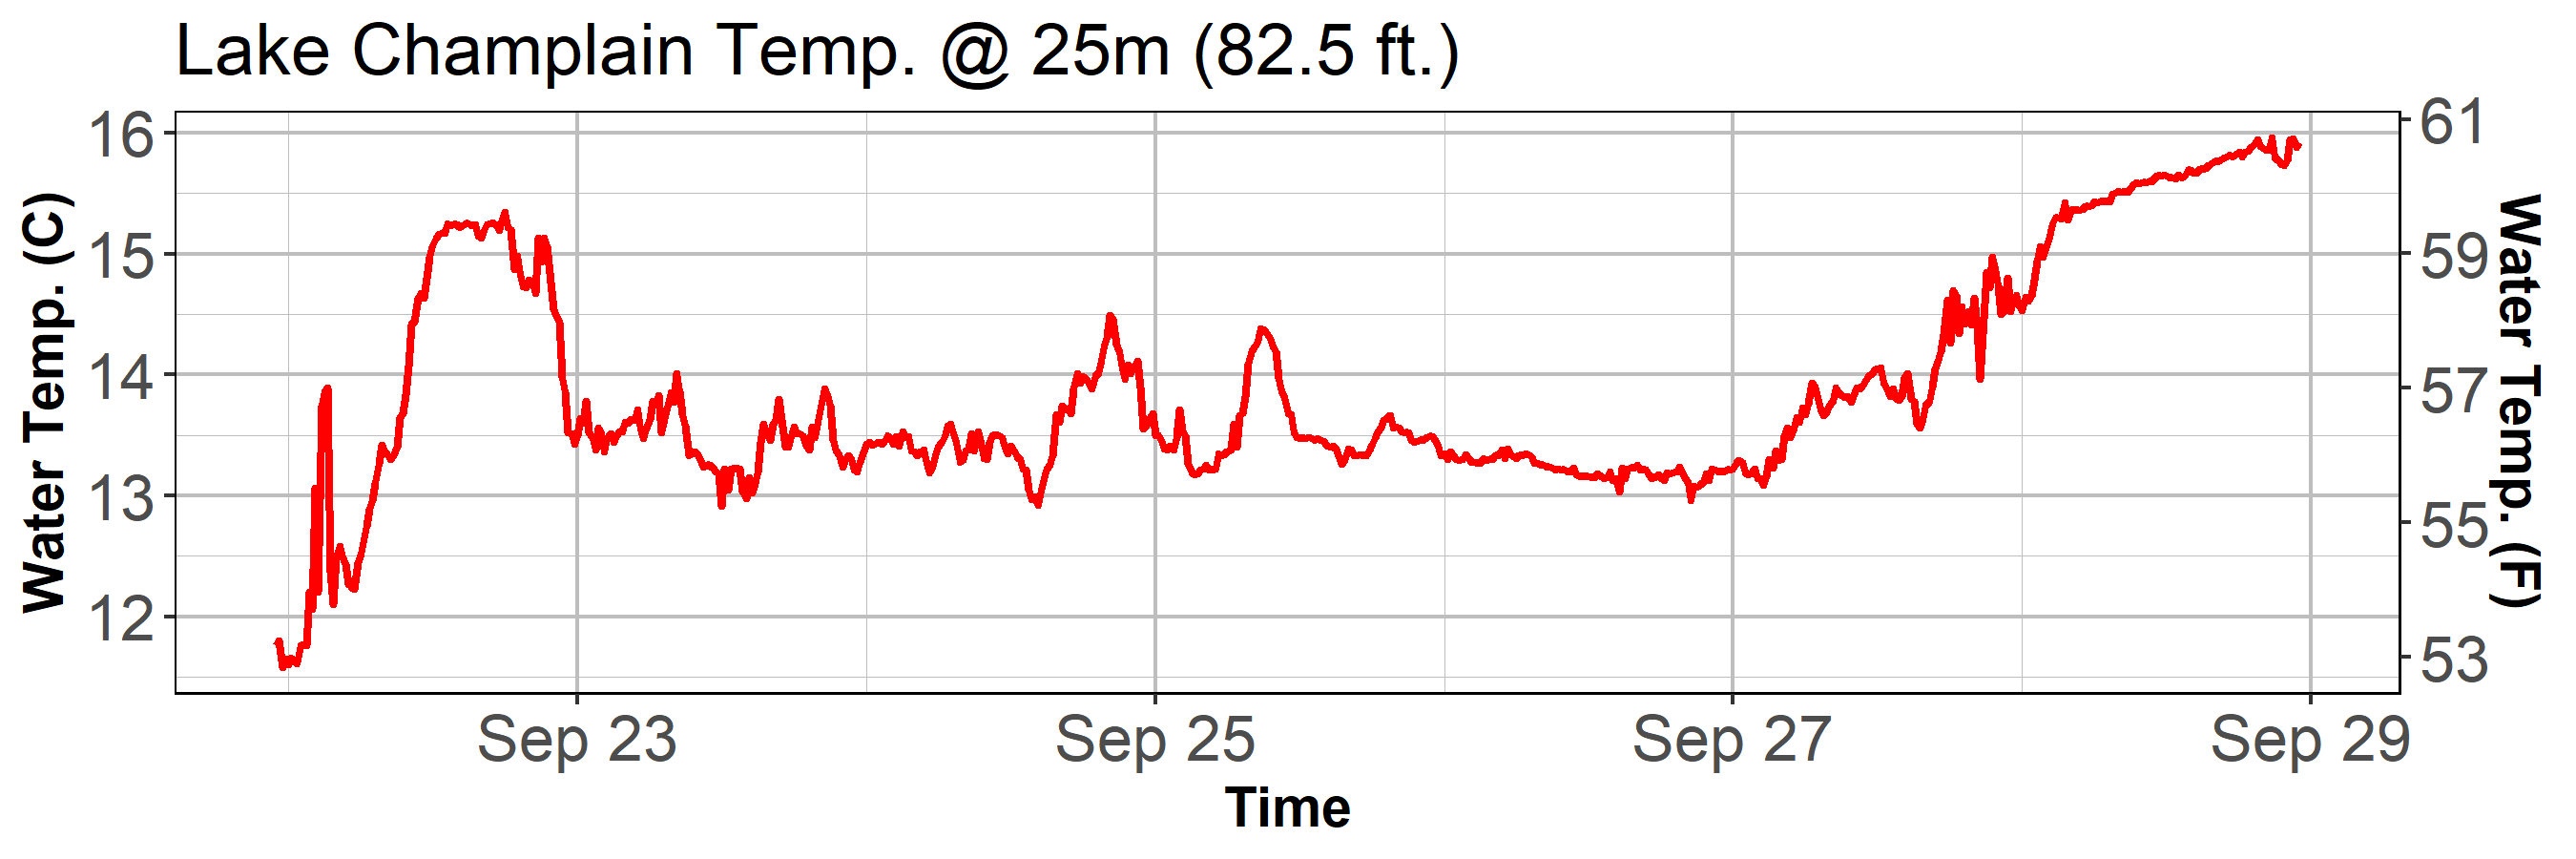 Lake Champlain Temp. @ 25m (82.5 ft.)
Water Temp. (C)
16
15
14
13
12
61
59
57
55
53
Water Temp. (F)
Sep 23 Sep 25 Sep 27 Sep 29
Time